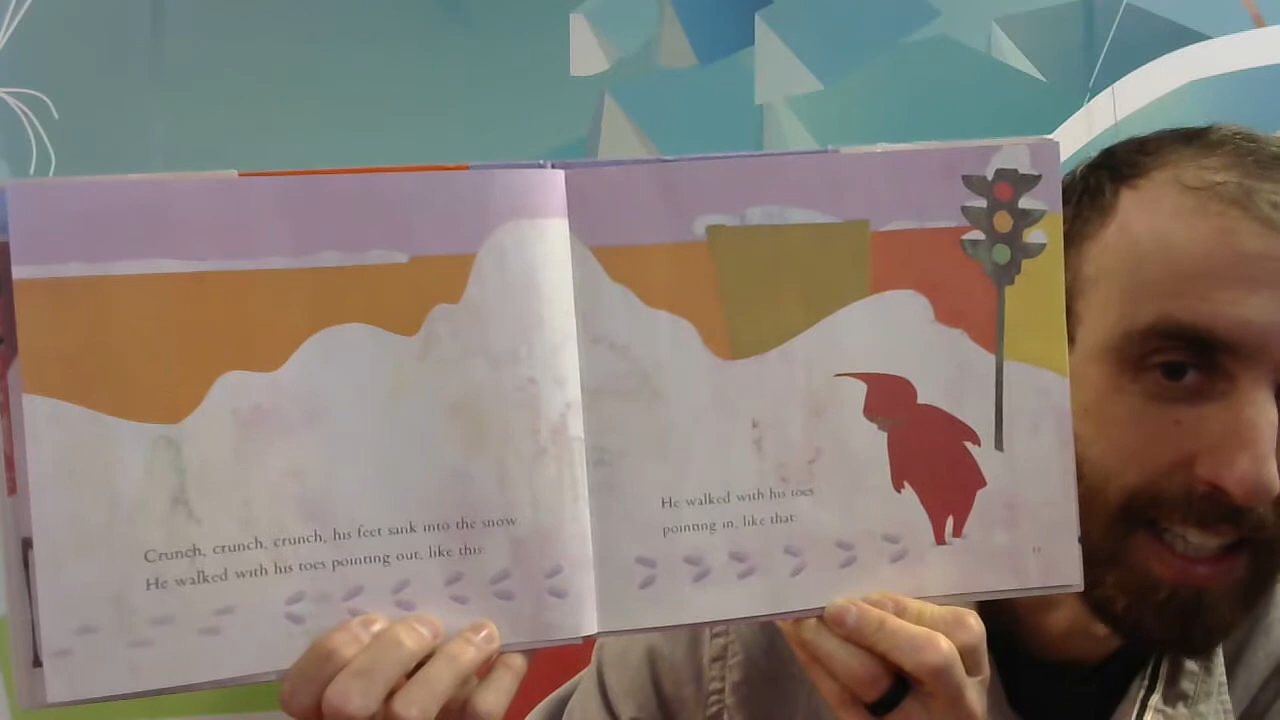 Crunch, crunch, crunch, his feet sank into the snow
He walked with his toes pointing out, like this:
He walked with his toes
pointing in, like that: